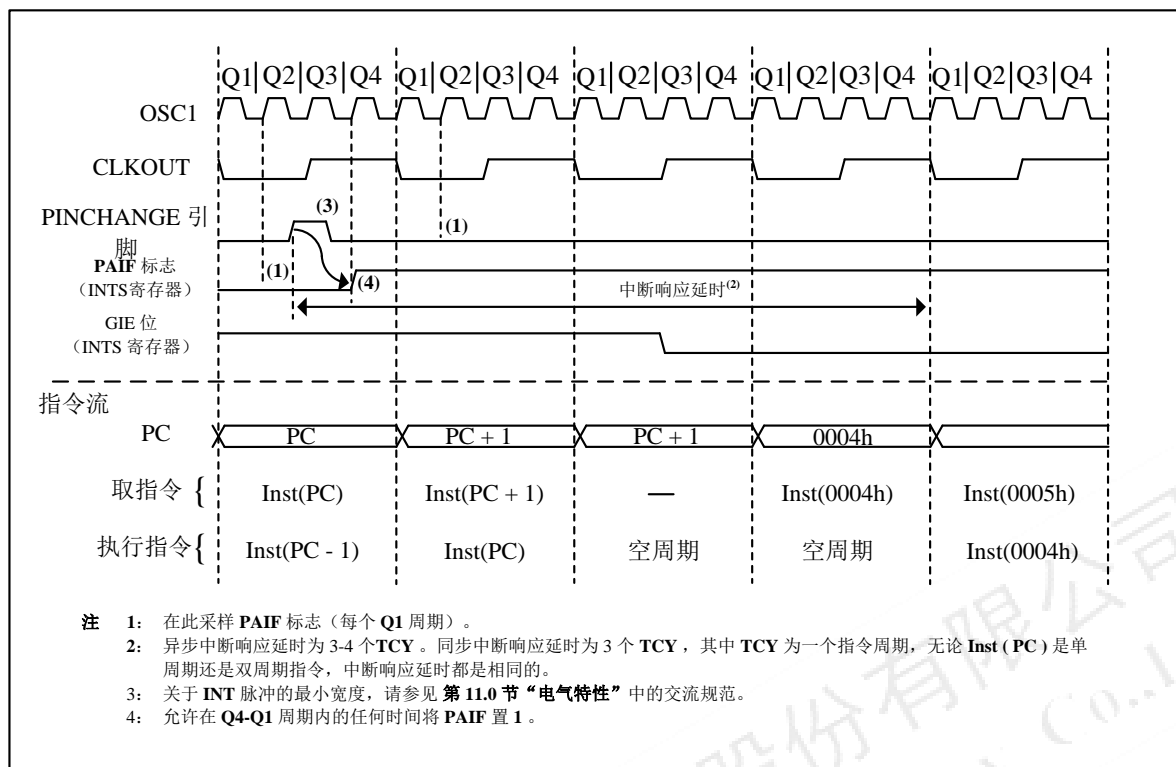 Q1|Q2|Q3|Q4 Q1|Q2|Q3|Q4 Q1|Q2|Q3|Q4 Q1|Q2|Q3|Q4 Q1|Q2|Q3|Q4
OSC1
CLKOUT
PINCHANGE 引脚
(3)
(1)
PAIF 标志
（INTS寄存器）
(1)
(4)
中断响应延时(2)
GIE 位
（INTS 寄存器）
指令流
PC PC PC + 1 PC + 1 0004h
取指令 { Inst(PC) Inst(PC + 1) — Inst(0004h) Inst(0005h)
执行指令{ Inst(PC - 1) Inst(PC) 空周期 空周期 Inst(0004h)
注 1： 在此采样 PAIF 标志（每个 Q1 周期）。
2： 异步中断响应延时为 3-4 个TCY 。同步中断响应延时为 3 个 TCY ，其中 TCY 为一个指令周期，无论 Inst ( PC ) 是单
周期还是双周期指令，中断响应延时都是相同的。
3： 关于 INT 脉冲的最小宽度，请参见 第 11.0 节“电气特性”中的交流规范。
4： 允许在 Q4-Q1 周期内的任何时间将 PAIF 置 1 。
股份有限公司
Co.,